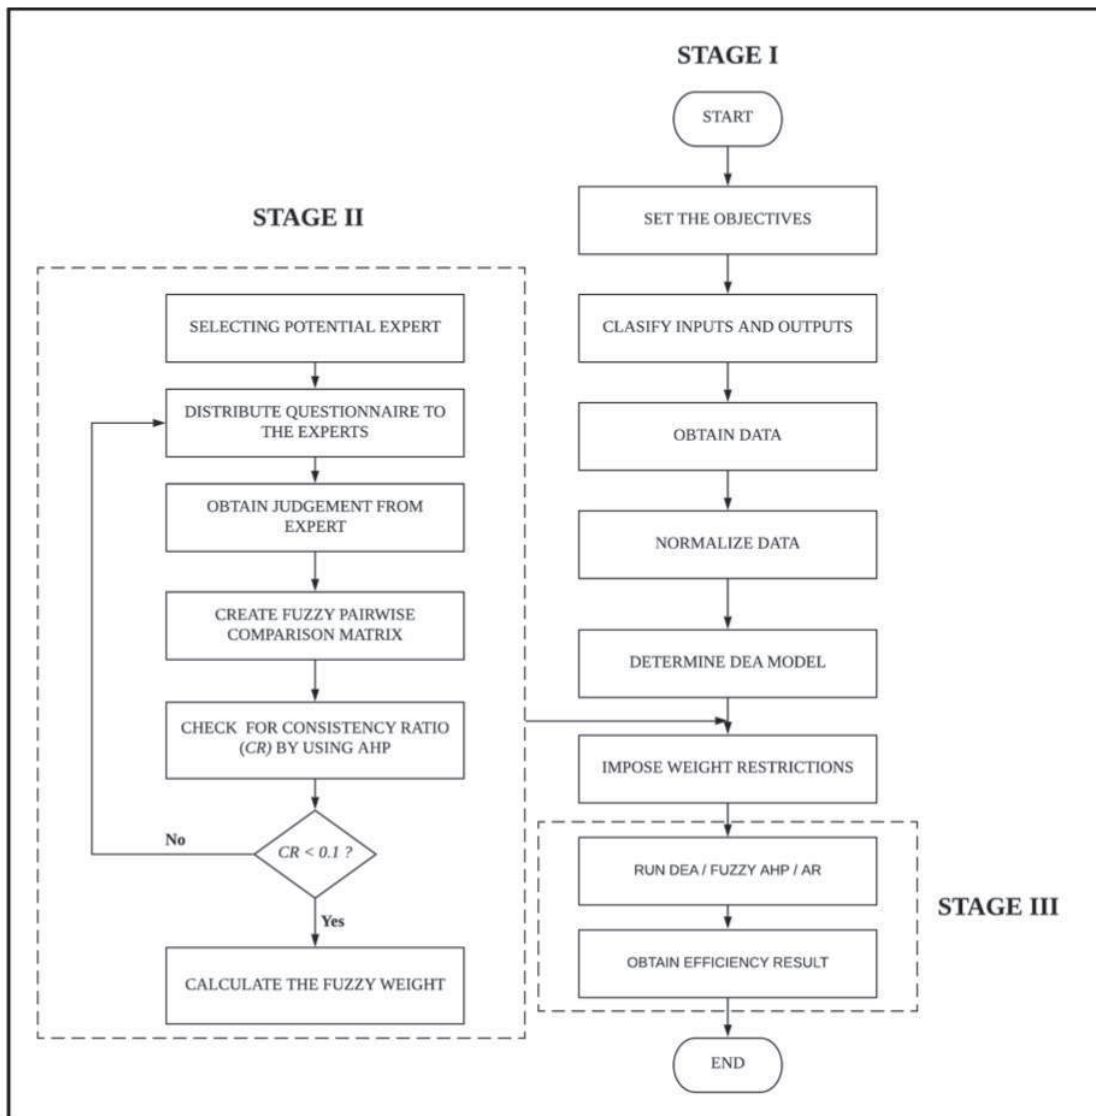 STAGE I
START
SET THE OBJECTIVES
CLASIFY INPUTS AND OUTPUTS
OBTAIN DATA
NORMALIZE DATA
DETERMINE DEA MODEL
IMPOSE WEIGHT RESTRICTIONS
STAGE II
SELECTING POTENTIAL EXPERT
DISTRIBUTE QUESTIONNAIRE TO
THE EXPERTS
OBTAIN JUDGEMENT FROM
EXPERT
CREATE FUZZY PAIRWISE
COMPARISON MATRIX
CHECK FOR CONSISTENCY RATIO
(CR) BY USING AHP
CR < 0.1 ?
No
Yes
CALCULATE THE FUZZY WEIGHT
STAGE III
RUN DEA / FUZZY AHP / AR
OBTAIN EFFICIENCY RESULT
END